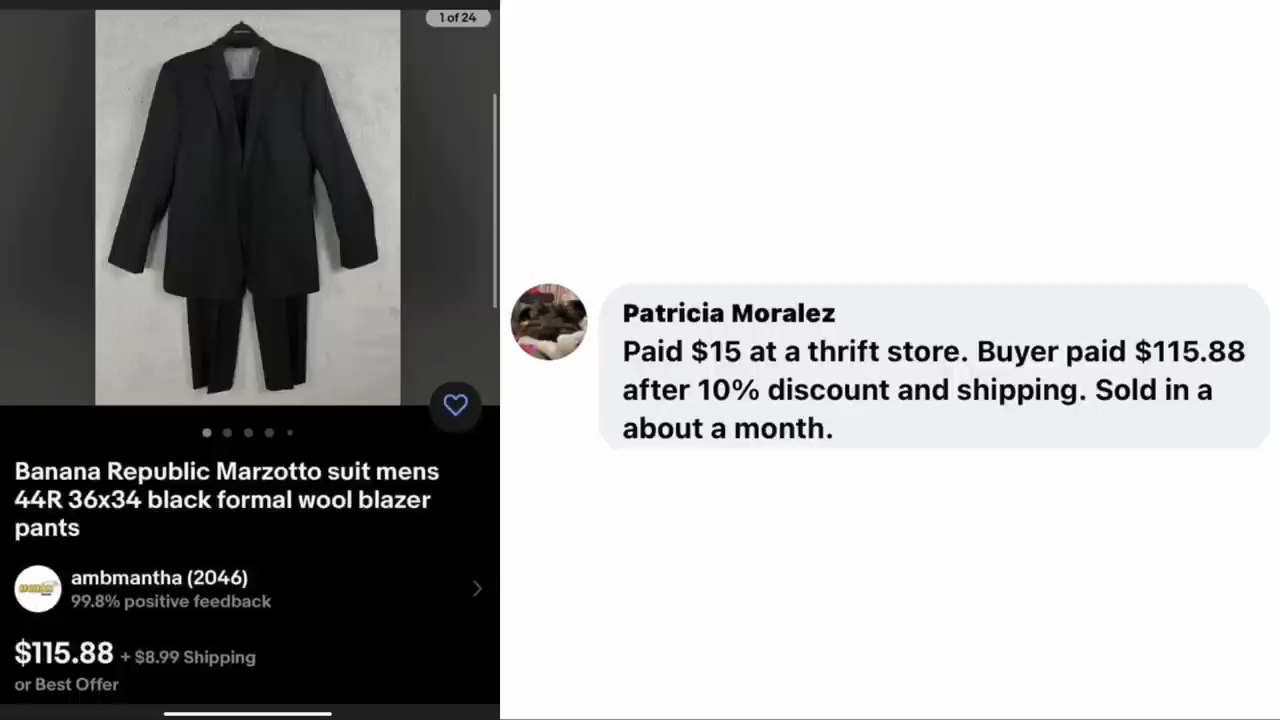 1 of 24
Banana Republic Marzotto suit mens
44R 36x34 black formal wool blazer
pants
ambmantha (2046)
99.8% positive feedback
$115.88 + $8.99 Shipping
or Best Offer
Patricia Moralez
Paid $15 at a thrift store. Buyer paid $115.88
after 10% discount and shipping. Sold in a
about a month.